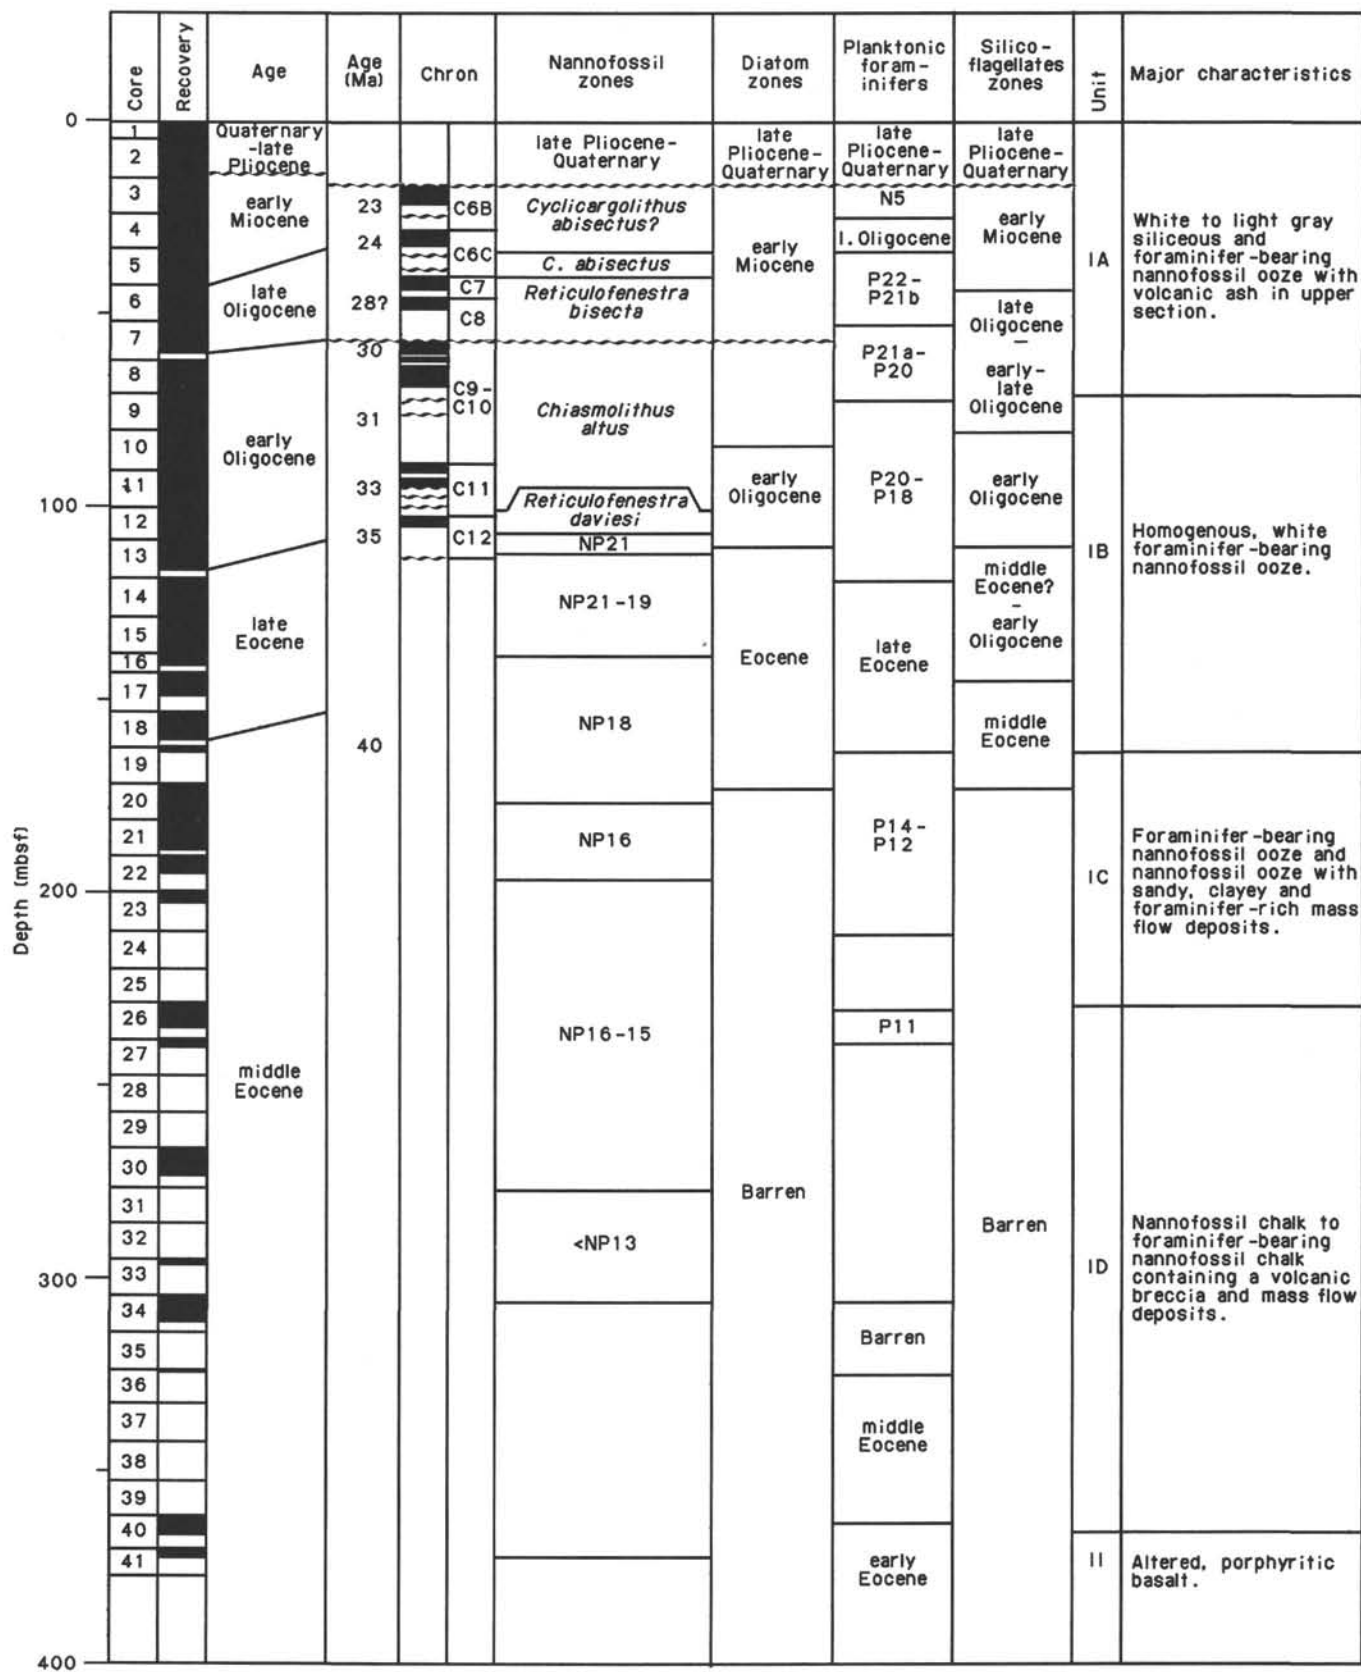 Core
Recovery
Age
Age
(Ma)
Chron
Nannofossil
zones
Diatom
zones
Planktonic
foram-
inifers
Silico-
flagellates
zones
Unit
Major characteristics
Depth (mbsf)
0
100
200
300
400
1
2
3
4
5
6
7
8
9
10
11
12
13
14
15
16
17
18
19
20
21
22
23
24
25
26
27
28
29
30
31
32
33
34
35
36
37
38
39
40
41
Quaternary
-late
Pliocene
early
Miocene
late
Oligocene
early
Oligocene
late
Eocene
middle
Eocene
23
24
28?
30
31
33
35
40
C6B
C6C
C7
C8
C9-
C10
C11
C12
late Pliocene-
Quaternary
Cyclicargolithus
abisectus?
C. abisectus
Reticulofenestra
bisecta
Chiasmolithus
altus
Reticulofenestra
daviesi
NP21
NP21-19
NP18
NP16
NP16-15
<NP13
late
Pliocene-
Quaternary
early
Miocene
early
Oligocene
Eocene
Barren
late
Pliocene-
Quaternary
N5
l. Oligocene
P22-
P21b
P21a-
P20
P20-
P18
late
Eocene
P14-
P12
P11
Barren
middle
Eocene
early
Eocene
late
Pliocene-
Quaternary
early
Miocene
late
Oligocene
–
early-
late
Oligocene
early
Oligocene
middle
Eocene?
–
early
Oligocene
middle
Eocene
Barren
IA
IB
IC
ID
II
White to light gray
siliceous and
foraminifer-bearing
nannofossil ooze with
volcanic ash in upper
section.
Homogenous, white
foraminifer-bearing
nannofossil ooze.
Foraminifer-bearing
nannofossil ooze and
nannofossil ooze with
sandy, clayey and
foraminifer-rich mass
flow deposits.
Nannofossil chalk to
foraminifer-bearing
nannofossil chalk
containing a volcanic
breccia and mass flow
deposits.
Altered, porphyritic
basalt.